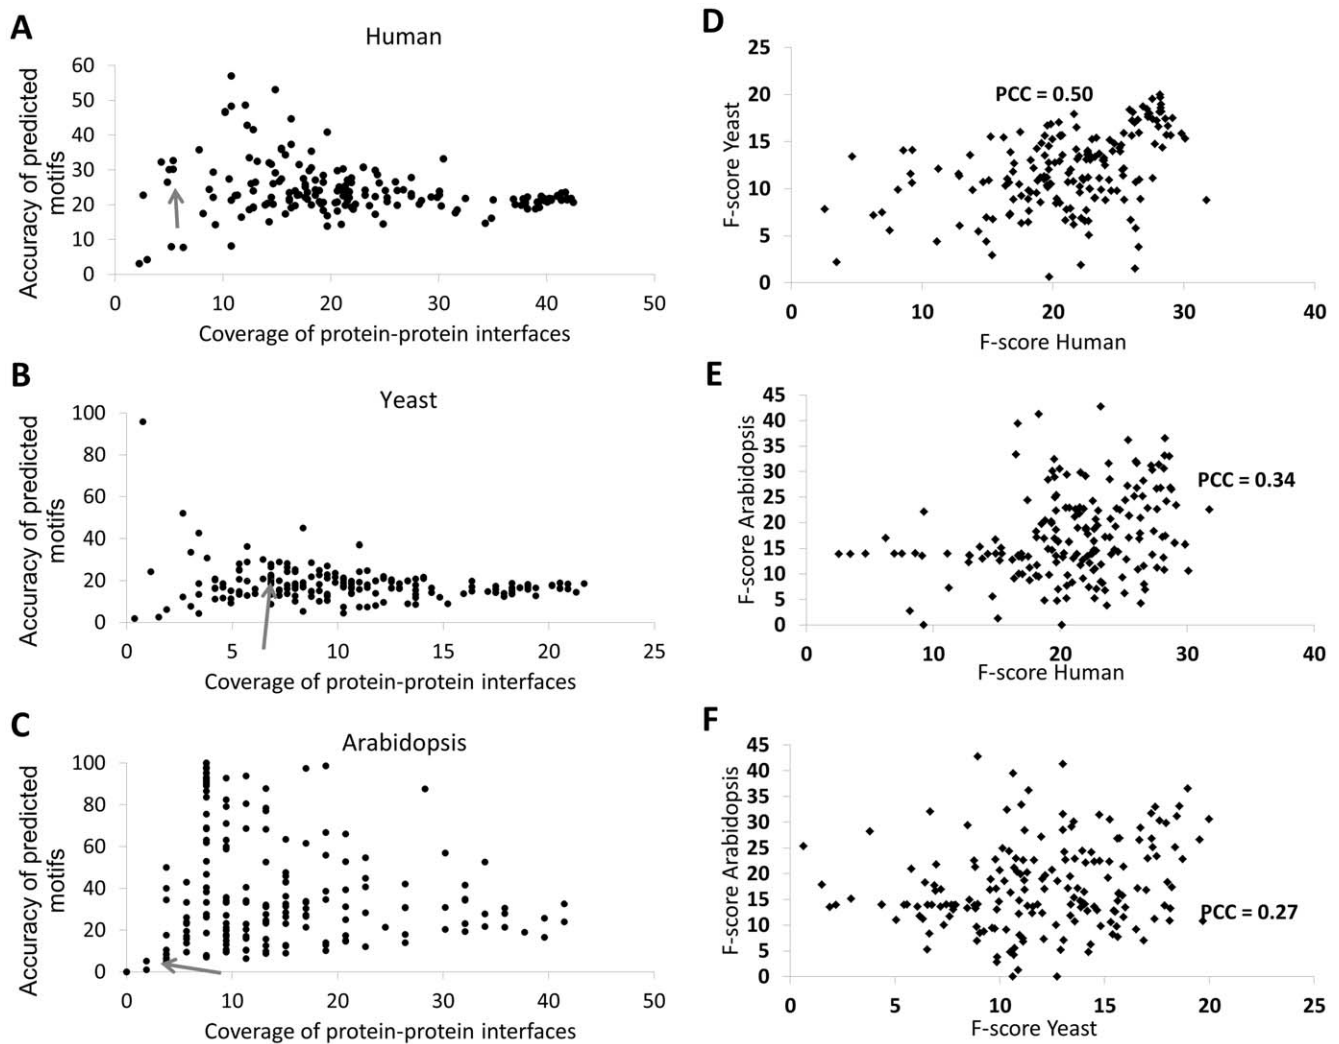 A
Human
Accuracy of predicted
motifs
60
50
40
30
20
10
0
0 10 20 30 40 50
Coverage of protein-protein interfaces
B
Yeast
Accuracy of predicted
motifs
100
80
60
40
20
0
0 5 10 15 20 25
Coverage of protein-protein interfaces
C
Arabidopsis
Accuracy of predicted
motifs
100
80
60
40
20
0
0 10 20 30 40 50
Coverage of protein-protein interfaces
D
F-score Yeast
25
20
15
10
5
0
PCC = 0.50
0 10 20 30 40
F-score Human
E
F-score Arabidopsis
45
40
35
30
25
20
15
10
5
0
PCC = 0.34
0 10 20 30 40
F-score Human
F
F-score Arabidopsis
45
40
35
30
25
20
15
10
5
0
PCC = 0.27
0 5 10 15 20 25
F-score Yeast